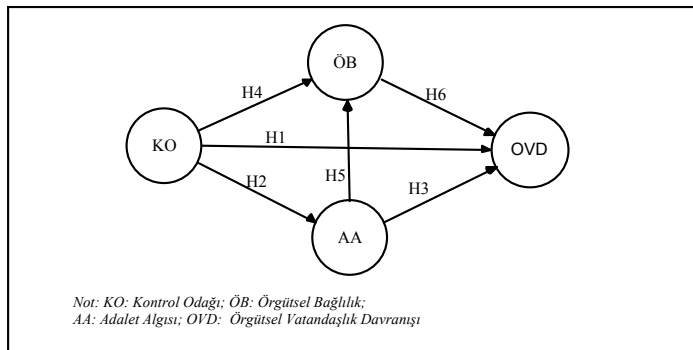 ÖB
H4
H6
KO
H1
OVD
H2
H5
H3
AA
Not: KO: Kontrol Odağı; ÖB: Örgütsel Bağlılık;
AA: Adalet Algısı; OVD: Örgütsel Vatandaşlık Davranışı